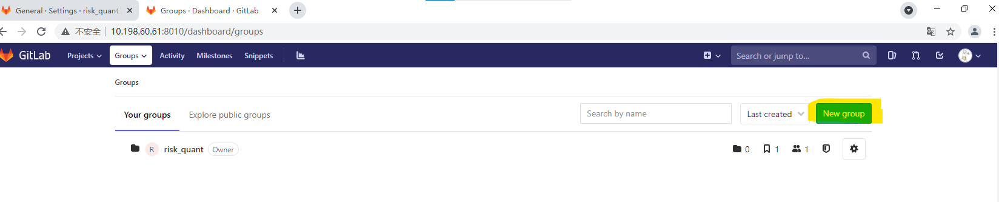 General · Settings · risk_quant
Groups · Dashboard · GitLab
不安全 10.198.60.61:8010/dashboard/groups
GitLab Projects Groups Activity Milestones Snippets Search or jump to...
Groups
Your groups Explore public groups Search by name Last created New group
R risk_quant Owner 0 1 1